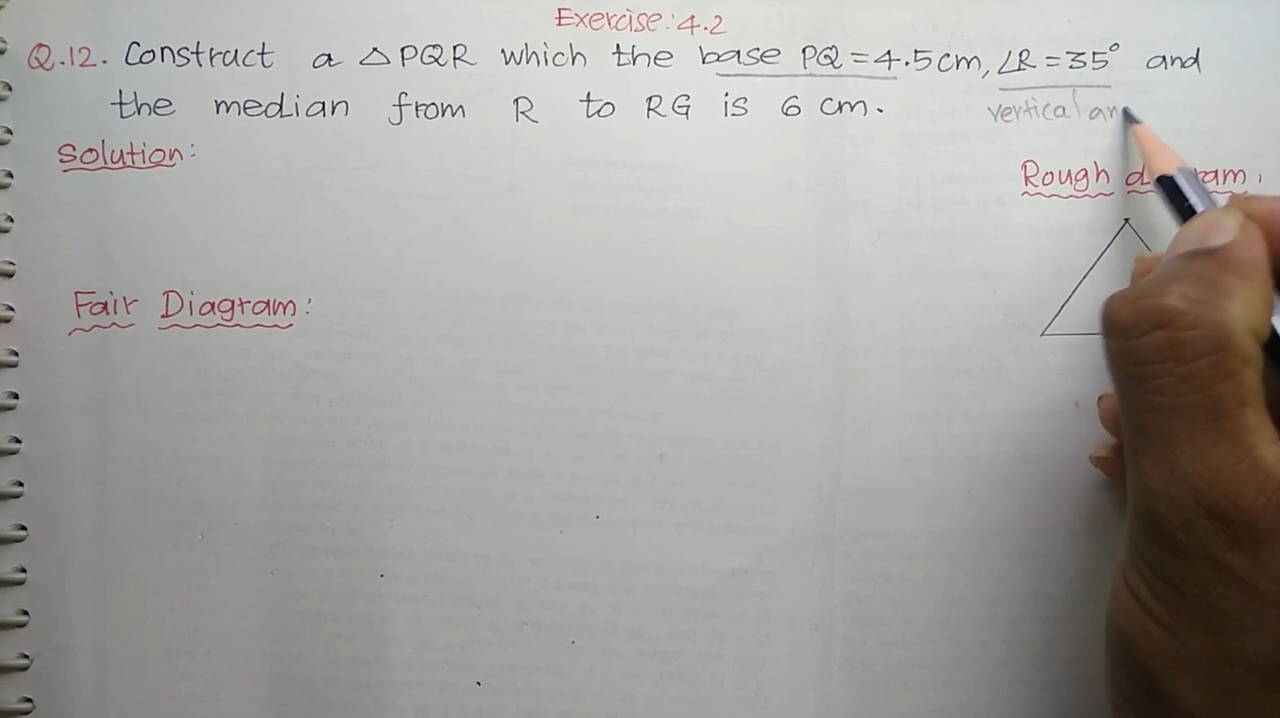 Exercise: 4.2
Q.12. Construct a △PQR which the base PQ = 4.5cm, ∠R = 35° and
the median from R to RG is 6 cm.
vertical an
Solution:
Rough
Fair Diagram: